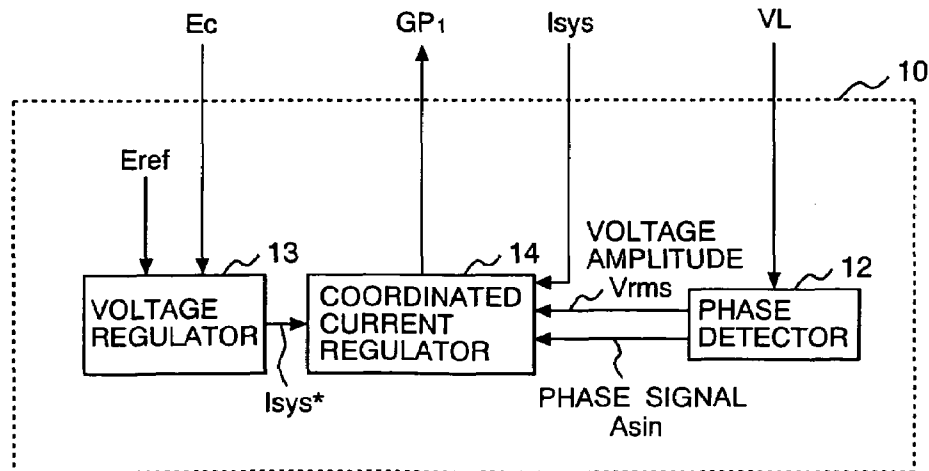 Ec
GP1
Isys
VL
10
Eref
13
14
VOLTAGE
AMPLITUDE
Vrms
12
VOLTAGE
REGULATOR
COORDINATED
CURRENT
REGULATOR
PHASE
DETECTOR
Isys*
PHASE SIGNAL
Asin